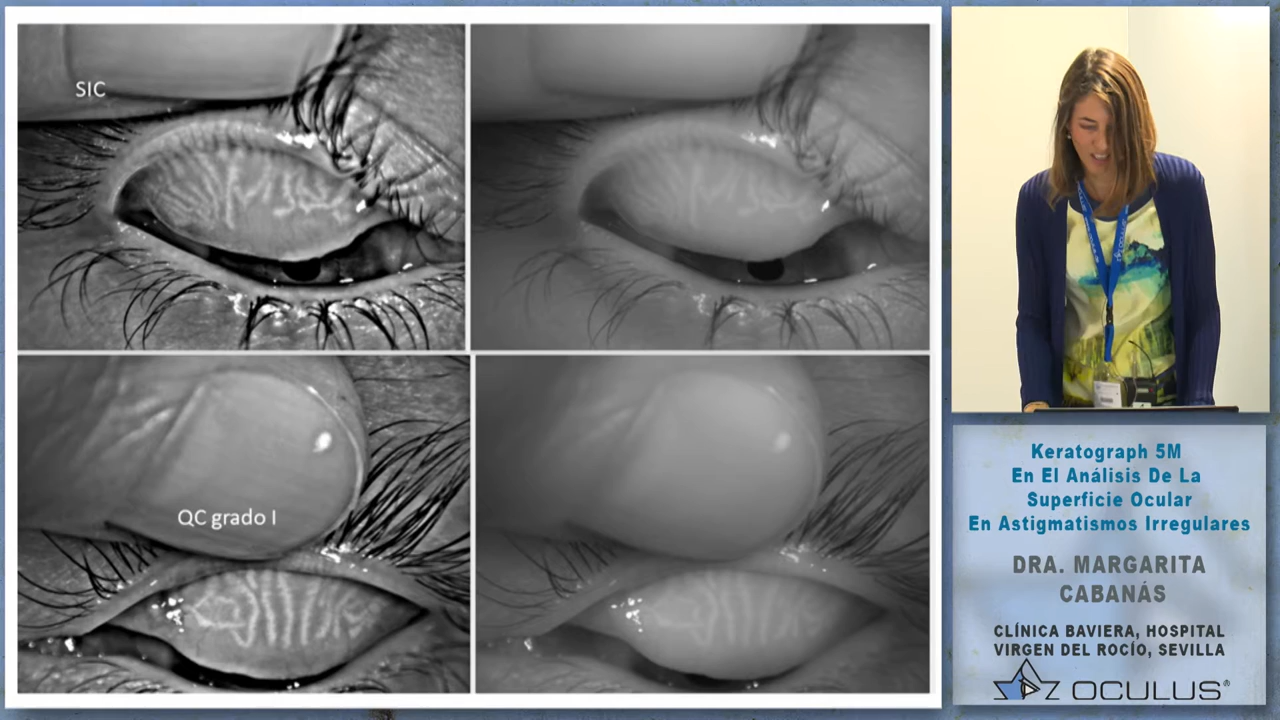 SIC
QC grado I
Keratograph 5M
En El Análisis De La
Superficie Ocular
En Astigmatismos Irregulares
DRA. MARGARITA
CABANÁS
CLÍNICA BAVIERA, HOSPITAL
VIRGEN DEL ROCÍO, SEVILLA
OCULUS®